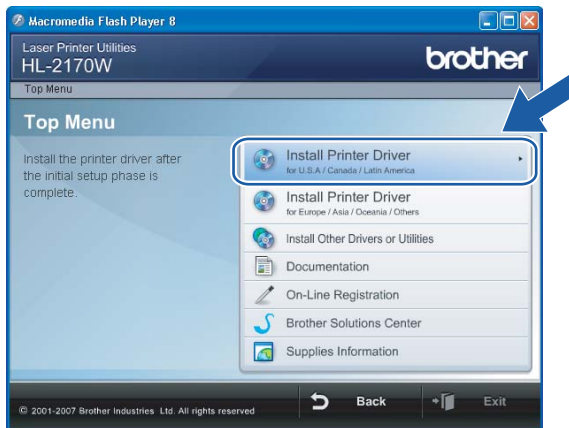 Macromedia Flash Player 8
Laser Printer Utilities
HL-2170W
brother
Top Menu
Top Menu
Install the printer driver after
the initial setup phase is
complete.
Install Printer Driver
for U.S.A / Canada / Latin America
Install Printer Driver
for Europe / Asia / Oceania / Others
Install Other Drivers or Utilities
Documentation
On-Line Registration
Brother Solutions Center
Supplies Information
© 2001-2007 Brother Industries Ltd. All rights reserved
Back
Exit